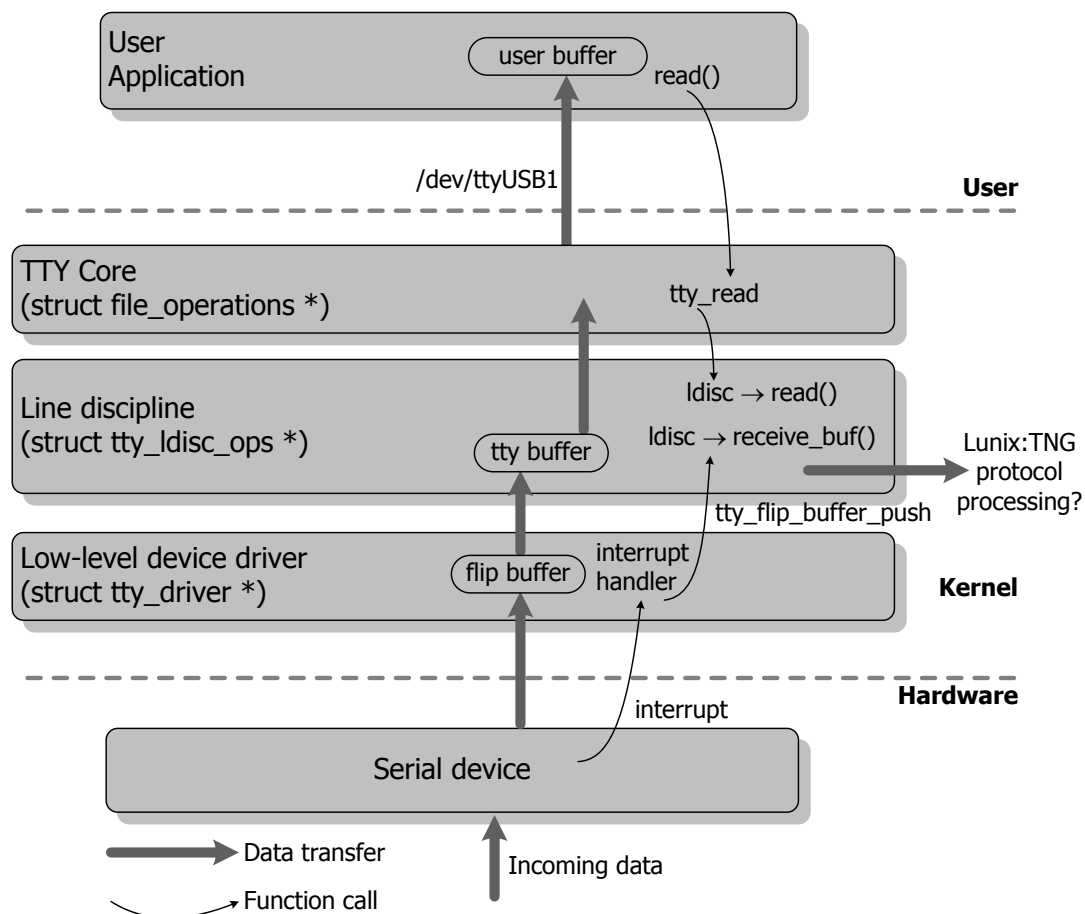 User
Application
user buffer
read()
/dev/ttyUSB1
User
TTY Core
(struct file_operations *)
tty_read
Line discipline
(struct tty_ldisc_ops *)
ldisc → read()
ldisc → receive_buf()
tty buffer
Lunix:TNG
protocol
processing?
tty_flip_buffer_push
Low-level device driver
(struct tty_driver *)
flip buffer
interrupt
handler
Kernel
Hardware
interrupt
Serial device
Data transfer
Incoming data
Function call